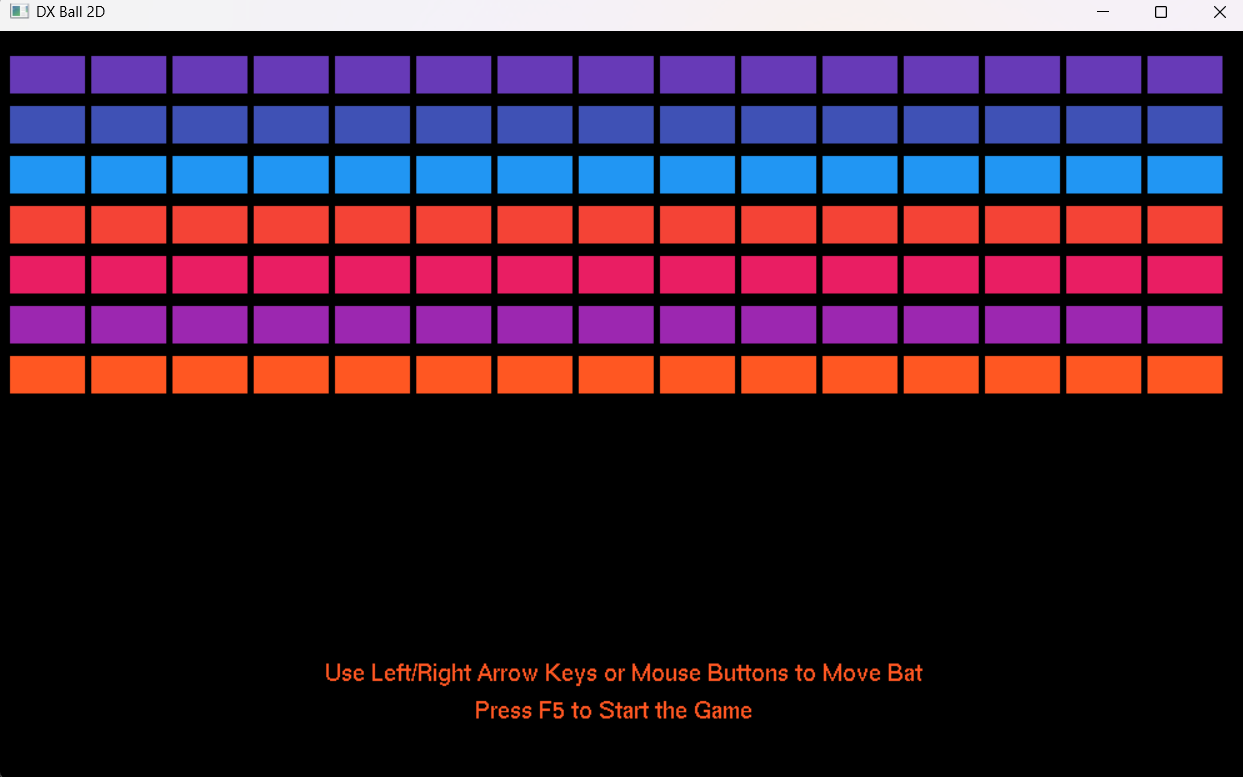 DX Ball 2D
Use Left/Right Arrow Keys or Mouse Buttons to Move Bat
Press F5 to Start the Game